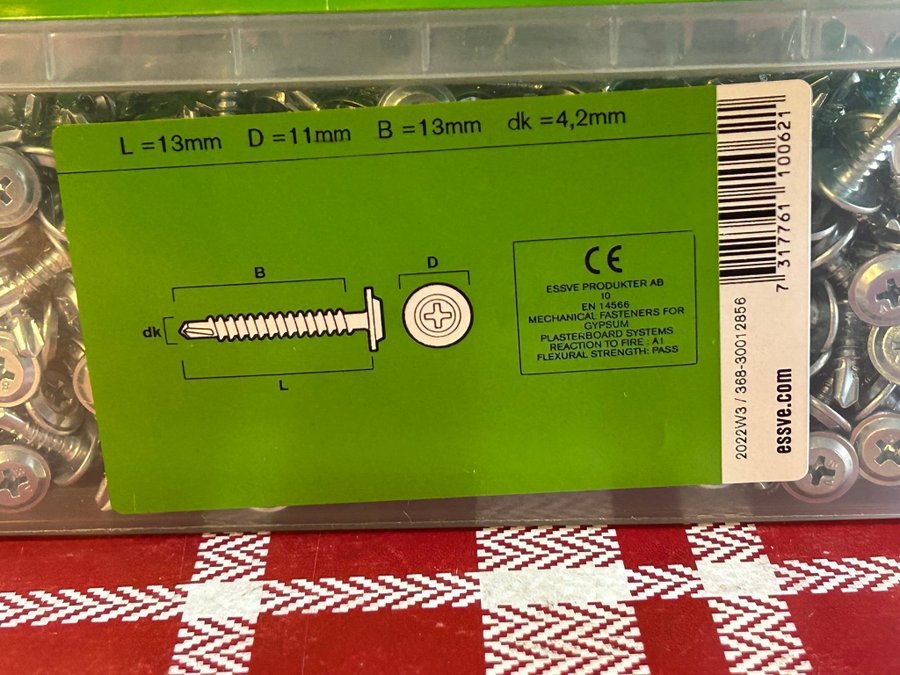 L =13mm D =11mm B =13mm dk =4,2mm
B
D
dk
L
CE
ESSVE PRODUKTER AB
10
EN 14566
MECHANICAL FASTENERS FOR
GYPSUM
PLASTERBOARD SYSTEMS
REACTION TO FIRE : A1
FLEXURAL STRENGTH: PASS
7 317761 100621
2022W3 / 368-30012856
essve.com